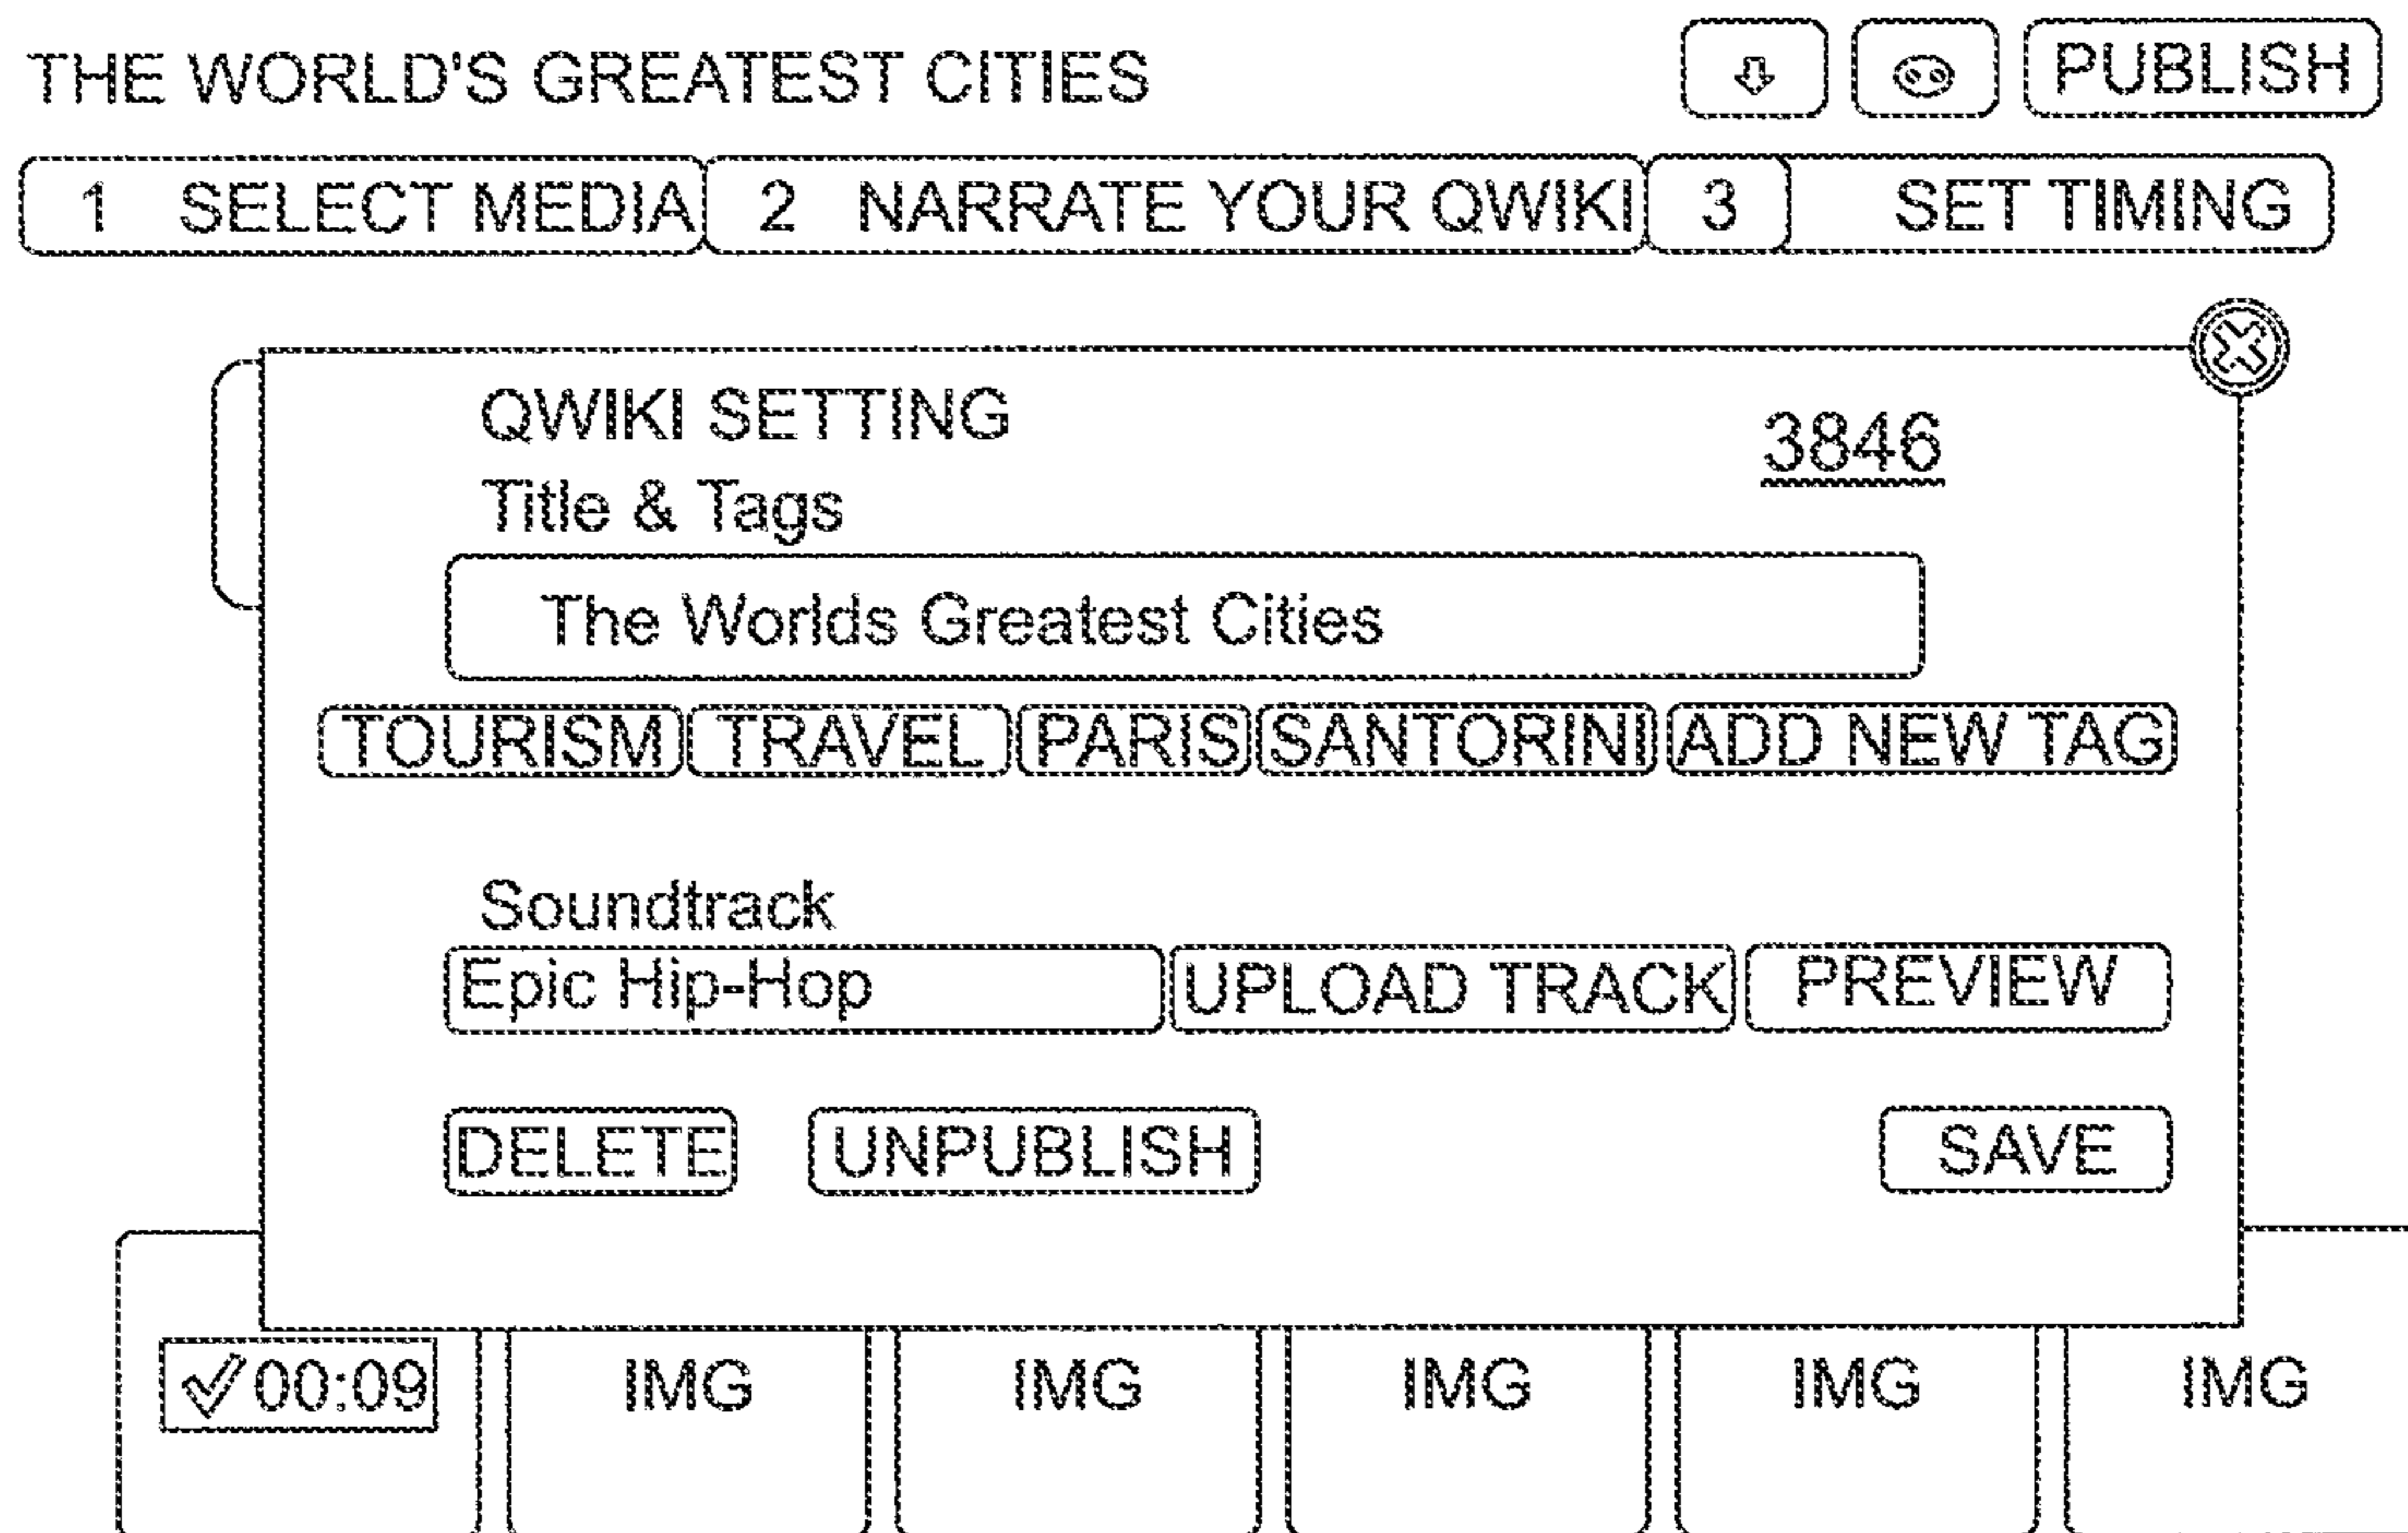 THE WORLD'S GREATEST CITIES PUBLISH
1 SELECT MEDIA 2 NARRATE YOUR QWIKI 3 SET TIMING
QWIKI SETTING
3846
Title & Tags
The Worlds Greatest Cities
TOURISM TRAVEL PARIS SANTORINI ADD NEW TAG
Soundtrack
Epic Hip-Hop UPLOAD TRACK PREVIEW
DELETE UNPUBLISH SAVE
00:09 IMG IMG IMG IMG IMG